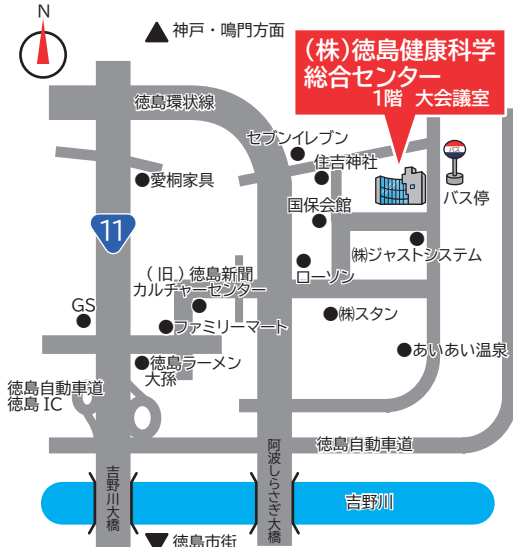 N
神戸・鳴門方面
(株)徳島健康科学
総合センター
1階 大会議室
徳島環状線
セブンイレブン
住吉神社
バス
バス停
愛桐家具
国保会館
11
㈱ジャストシステム
(旧)徳島新聞
カルチャーセンター
ローソン
GS
ファミリーマート
㈱スタン
徳島ラーメン
大孫
あいあい温泉
徳島自動車道
徳島 IC
徳島自動車道
吉野川大橋
阿波しらさぎ大橋
吉野川
徳島市街